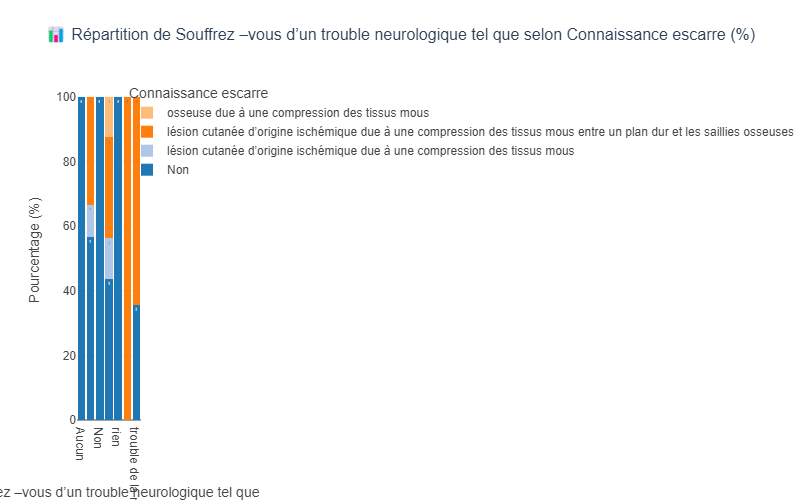 📊 Répartition de Souffrez –vous d’un trouble neurologique tel que selon Connaissance escarre (%)
Connaissance escarre
osseuse due à une compression des tissus mous
lésion cutanée d’origine ischémique due à une compression des tissus mous entre un plan dur et les saillies osseuses
lésion cutanée d’origine ischémique due à une compression des tissus mous
Non
Pourcentage (%)
100
80
60
40
20
0
Aucun
Non
rien
trouble de la
ez –vous d’un trouble neurologique tel que